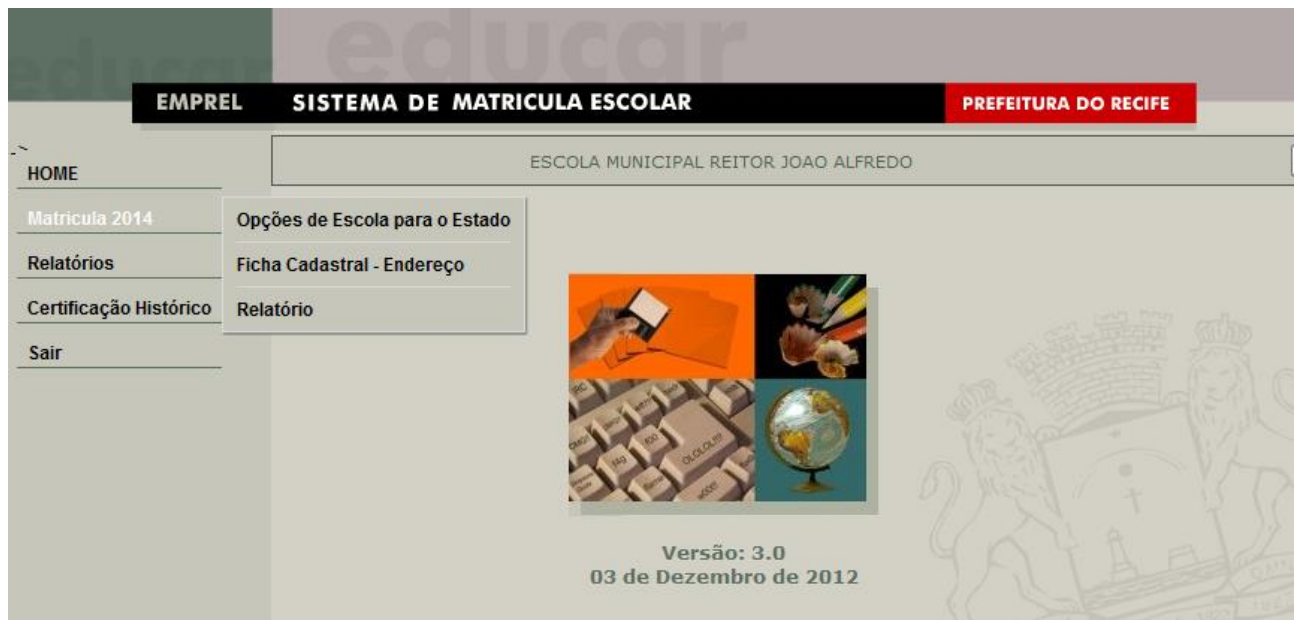 educar
educar
EMPREL SISTEMA DE MATRICULA ESCOLAR PREFEITURA DO RECIFE
ESCOLA MUNICIPAL REITOR JOAO ALFREDO
HOME
Matricula 2014
Relatórios
Certificação Histórico
Sair
Opções de Escola para o Estado
Ficha Cadastral - Endereço
Relatório
OLOLOL!!!
Versão: 3.0
03 de Dezembro de 2012